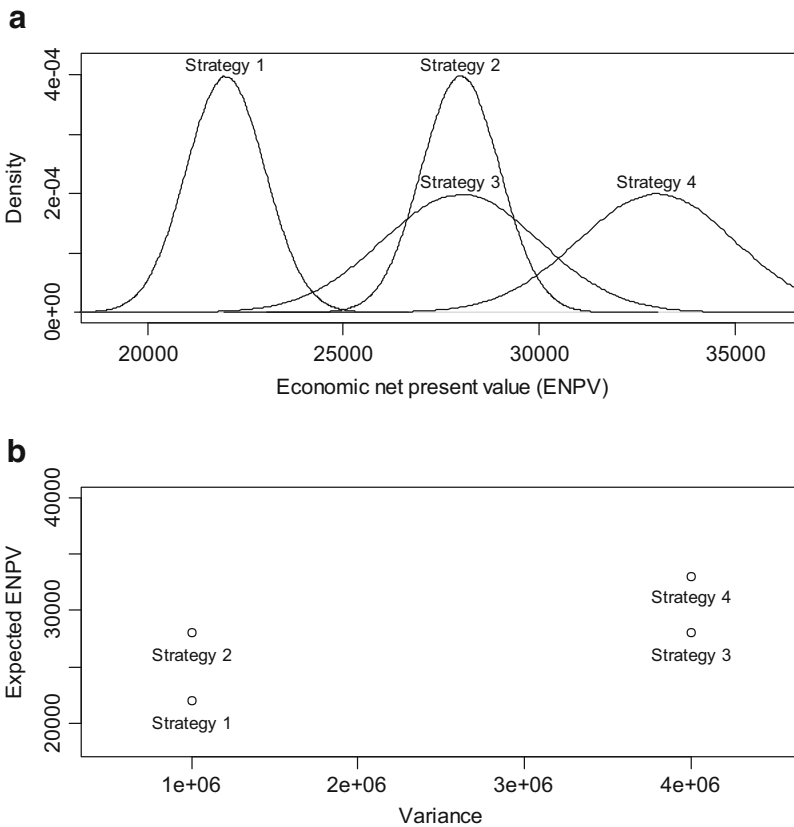 a
Strategy 1
Strategy 2
Strategy 3
Strategy 4
4e-04
2e-04
0e+00
Density
20000
25000
30000
35000
Economic net present value (ENPV)
b
40000
30000
20000
Expected ENPV
Strategy 4
Strategy 2
Strategy 3
Strategy 1
1e+06
2e+06
3e+06
4e+06
Variance